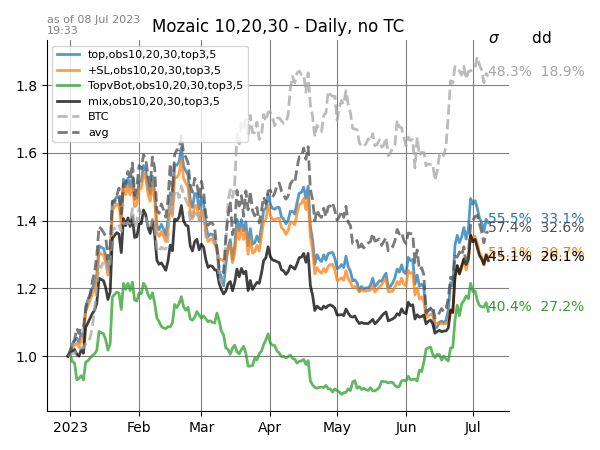 as of 08 Jul 2023
19:33
Mozaic 10,20,30 - Daily, no TC
σ dd
top,obs10,20,30,top3,5
+SL,obs10,20,30,top3,5
TopvBot,obs10,20,30,top3,5
mix,obs10,20,30,top3,5
BTC
avg
48.3% 18.9%
55.5% 33.1%
57.4% 32.6%
45.1% 26.1%
40.4% 27.2%
1.8
1.6
1.4
1.2
1.0
2023 Feb Mar Apr May Jun Jul